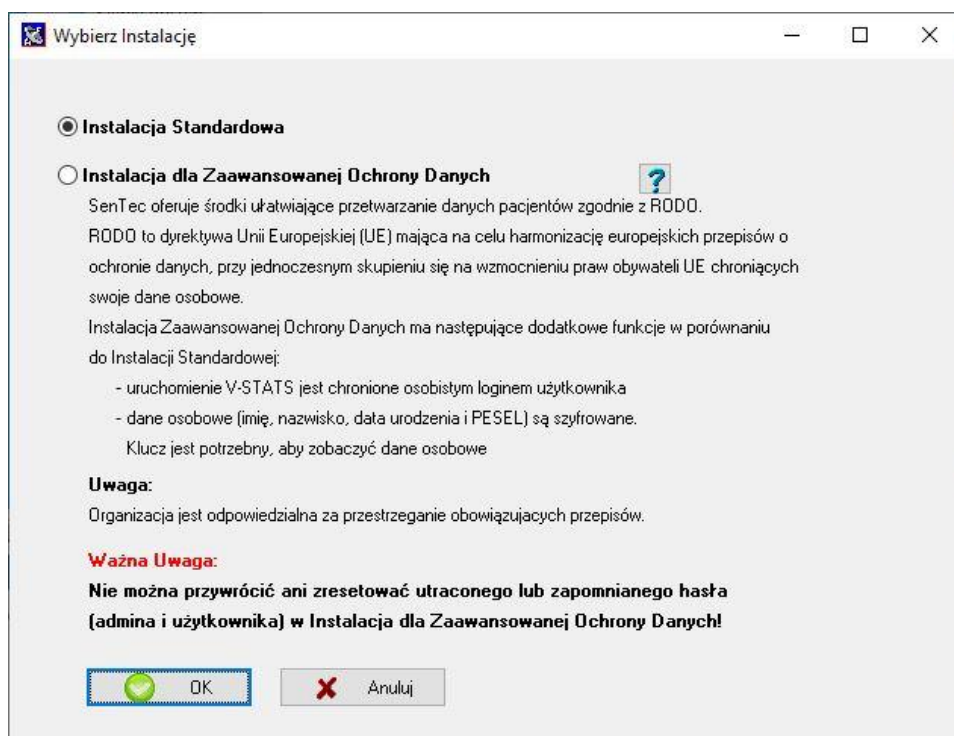 Wybierz Instalację
Instalacja Standardowa
Instalacja dla Zaawansowanej Ochrony Danych
?
SenTec oferuje środki ułatwiające przetwarzanie danych pacjentów zgodnie z RODO.
RODO to dyrektywa Unii Europejskiej (UE) mająca na celu harmonizację europejskich przepisów o
ochronie danych, przy jednoczesnym skupieniu się na wzmocnieniu praw obywateli UE chroniących
swoje dane osobowe.
Instalacja Zaawansowanej Ochrony Danych ma następujące dodatkowe funkcje w porównaniu
do Instalacji Standardowej:
- uruchomienie V-STATS jest chronione osobistym loginem użytkownika
- dane osobowe (imię, nazwisko, data urodzenia i PESEL) są szyfrowane.
Klucz jest potrzebny, aby zobaczyć dane osobowe
Uwaga:
Organizacja jest odpowiedzialna za przestrzeganie obowiązujacych przepisów.
Ważna Uwaga:
Nie można przywrócić ani zresetować utraconego lub zapomnianego hasła
(admina i użytkownika) w Instalacja dla Zaawansowanej Ochrony Danych!
OK Anuluj